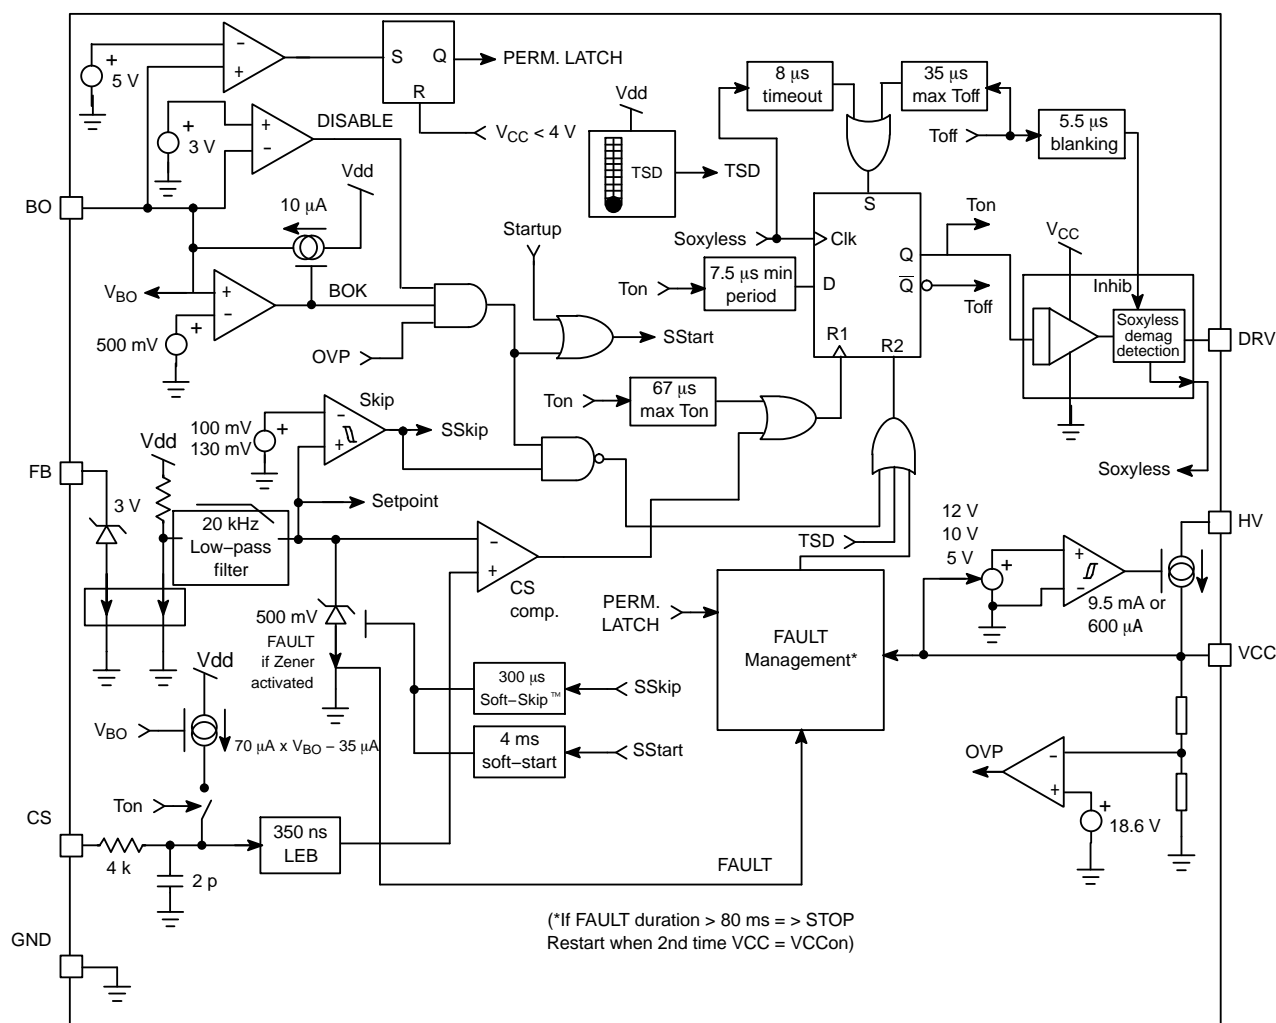 5 V
+
−
+
S
Q
R
PERM. LATCH
V_CC < 4 V
3 V
+
+
−
DISABLE
Vdd
10 μA
BO
V_BO
+
−
BOK
500 mV
+
OVP
Startup
SStart
Vdd
TSD
TSD
8 μs
timeout
35 μs
max Toff
Toff
5.5 μs
blanking
Soxyless
Clk
S
7.5 μs min
period
Ton
D
Q
Q̅
R1
R2
Ton
Toff
V_CC
Inhib
Soxyless
demag
detection
DRV
Soxyless
Ton
67 μs
max Ton
Skip
100 mV
130 mV
+
−
+
SSkip
Vdd
FB
3 V
Setpoint
20 kHz
Low−pass
filter
−
+
CS
comp.
TSD
12 V
10 V
5 V
+
+
−
HV
9.5 mA or
600 μA
500 mV
FAULT
if Zener
activated
PERM.
LATCH
FAULT
Management*
VCC
Vdd
300 μs
Soft−Skip™
SSkip
V_BO
70 μA x V_BO − 35 μA
4 ms
soft−start
SStart
OVP
−
+
+
18.6 V
Ton
CS
4 k
350 ns
LEB
2 p
FAULT
(*If FAULT duration > 80 ms = > STOP
Restart when 2nd time VCC = VCCon)
GND